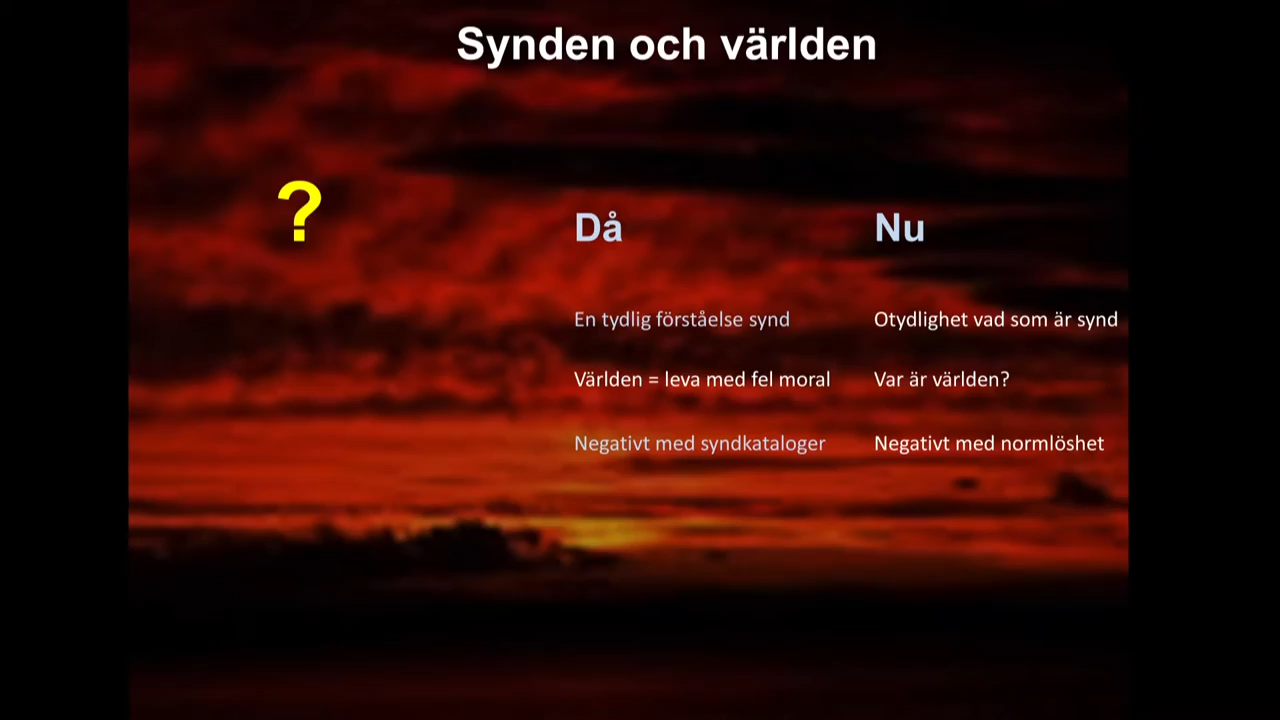 Synden och världen
?
Då
Nu
En tydlig förståelse synd
Otydlighet vad som är synd
Världen = leva med fel moral
Var är världen?
Negativt med syndkataloger
Negativt med normlöshet